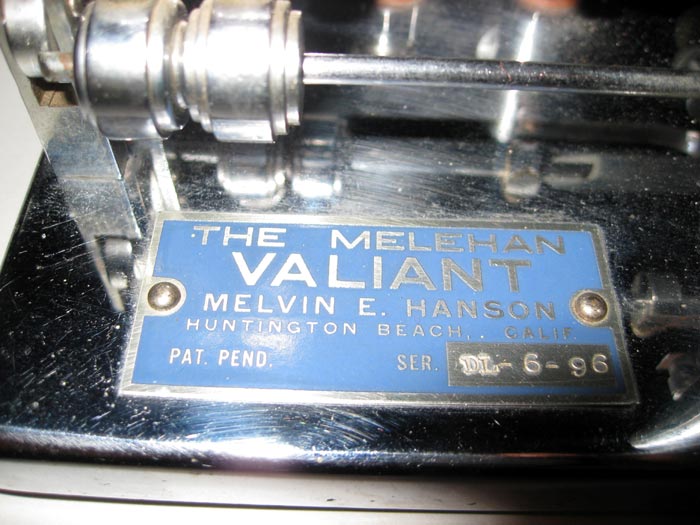 THE MELEHAN
VALIANT
MELVIN E. HANSON
HUNTINGTON BEACH, CALIF.
PAT. PEND. SER. DL-6-96